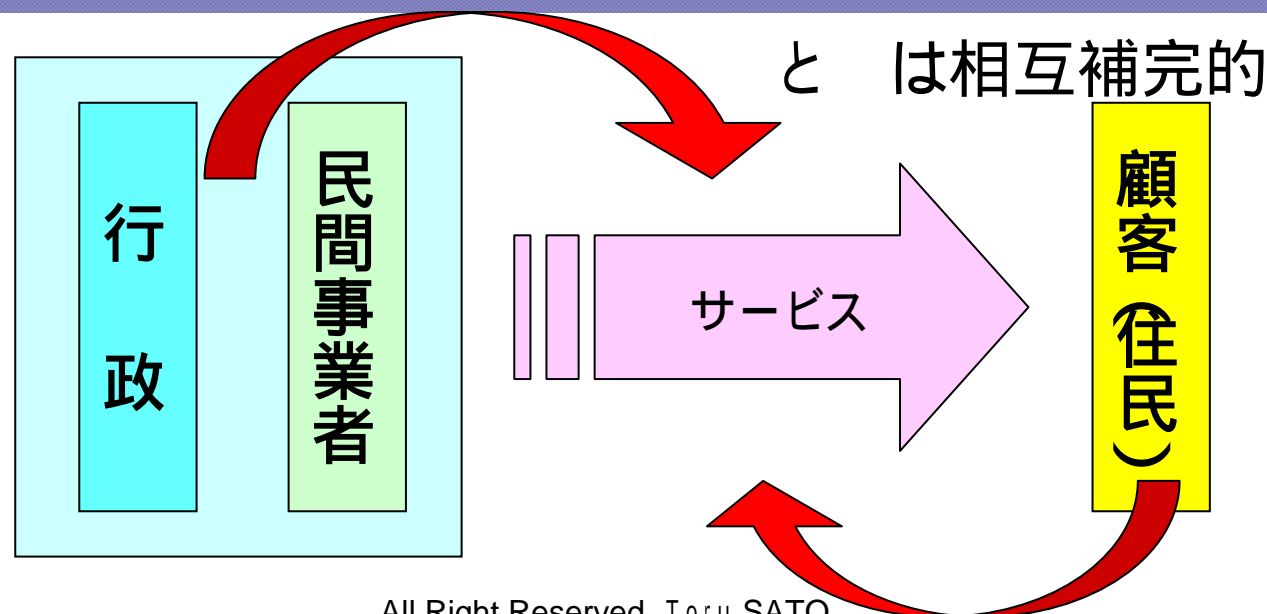 と　は相互補完的
行政
民間事業者
サービス
顧客（住民）
All Right Reserved, Toru SATO